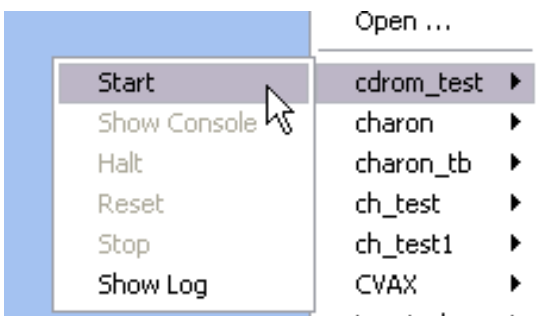 Open ...
cdrom_test
charon
charon_tb
ch_test
ch_test1
CVAX
Start
Show Console
Halt
Reset
Stop
Show Log